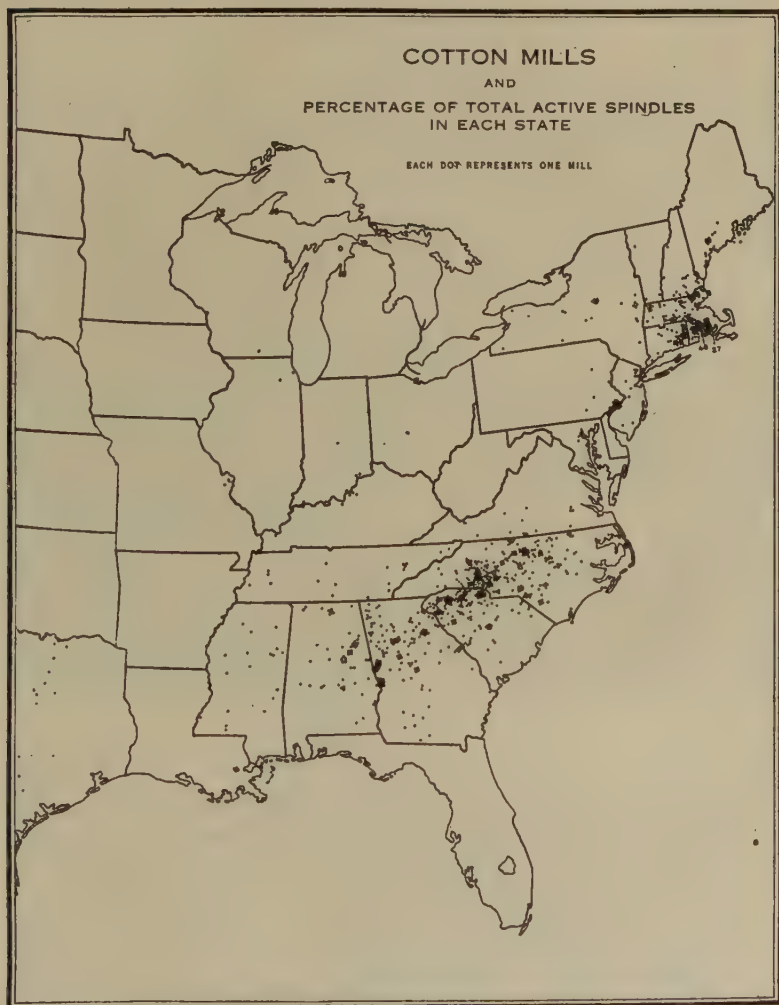 COTTON MILLS
AND
PERCENTAGE OF TOTAL ACTIVE SPINDLES
IN EACH STATE
EACH DOT REPRESENTS ONE MILL